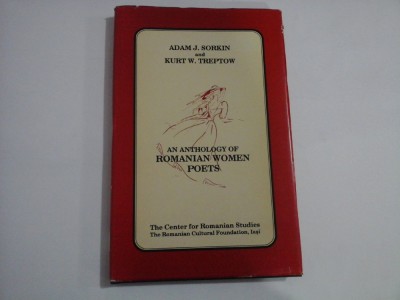 ADAM J. SORKIN
and
KURT W. TREPTOW
AN ANTHOLOGY OF
ROMANIAN WOMEN
POETS
The Center for Romanian Studies
The Romanian Cultural Foundation, Iași